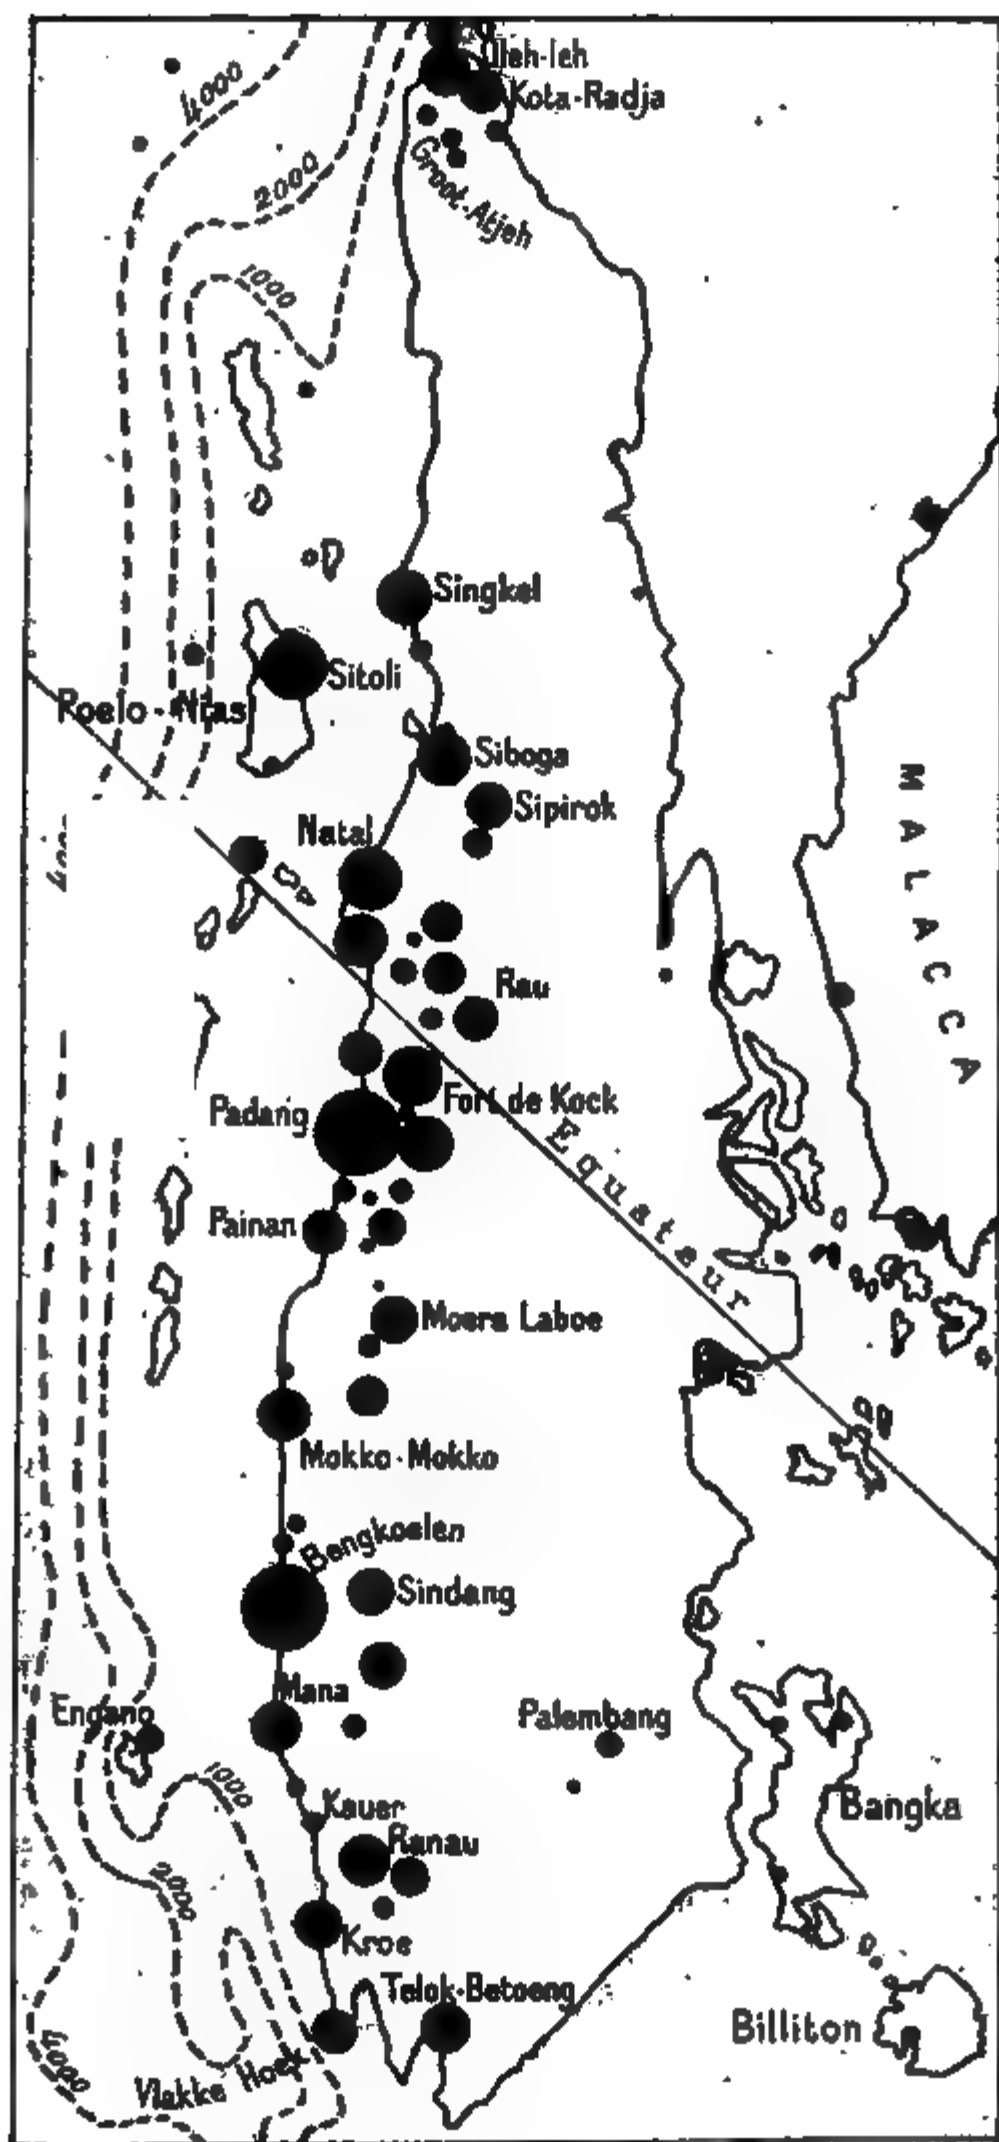 4000
Oleh-leh
Kota-Radja
2000
Groot-Atjeh
1000
Singkel
Sitoli
Poelo-Nias
Siboga
Sipirok
MALACCA
Natal
Rau
Padang
Fort de Kock
Equateur
Painan
Moera Laboe
Mokko-Mokko
Bengkoelen
Sindang
Mana
Engano
Palembang
1000
Kauer
Bangka
Ranau
2000
Kroe
Telok-Betoeng
Billiton
4000
Vlakke Hoek